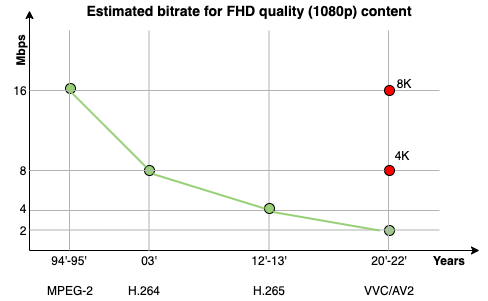 Estimated bitrate for FHD quality (1080p) content
Mbps
16
8K
8
4K
4
2
94'-95' 03' 12'-13' 20'-22' Years
MPEG-2 H.264 H.265 VVC/AV2